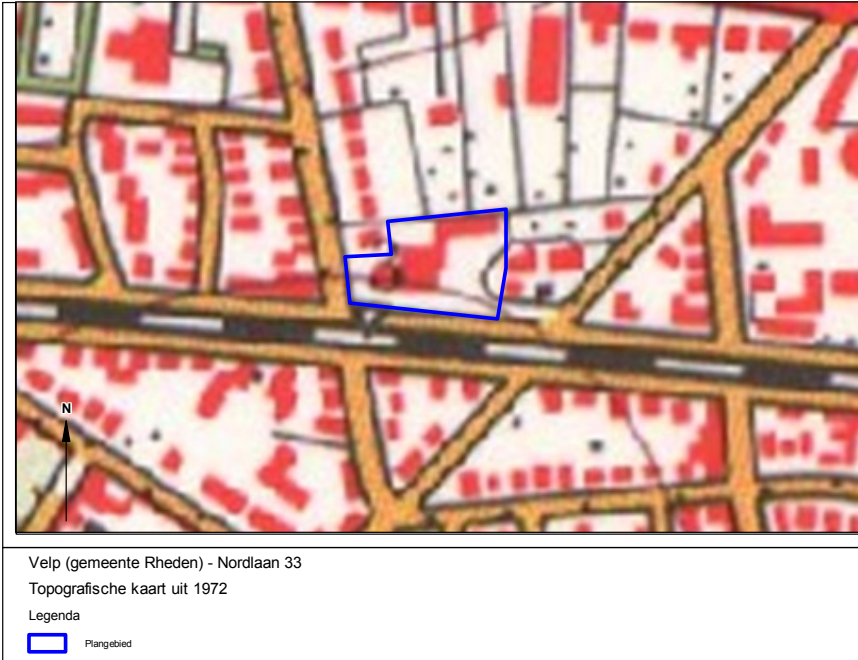 N
Velp (gemeente Rheden) - Nordlaan 33
Topografische kaart uit 1972
Legenda
Plangebied